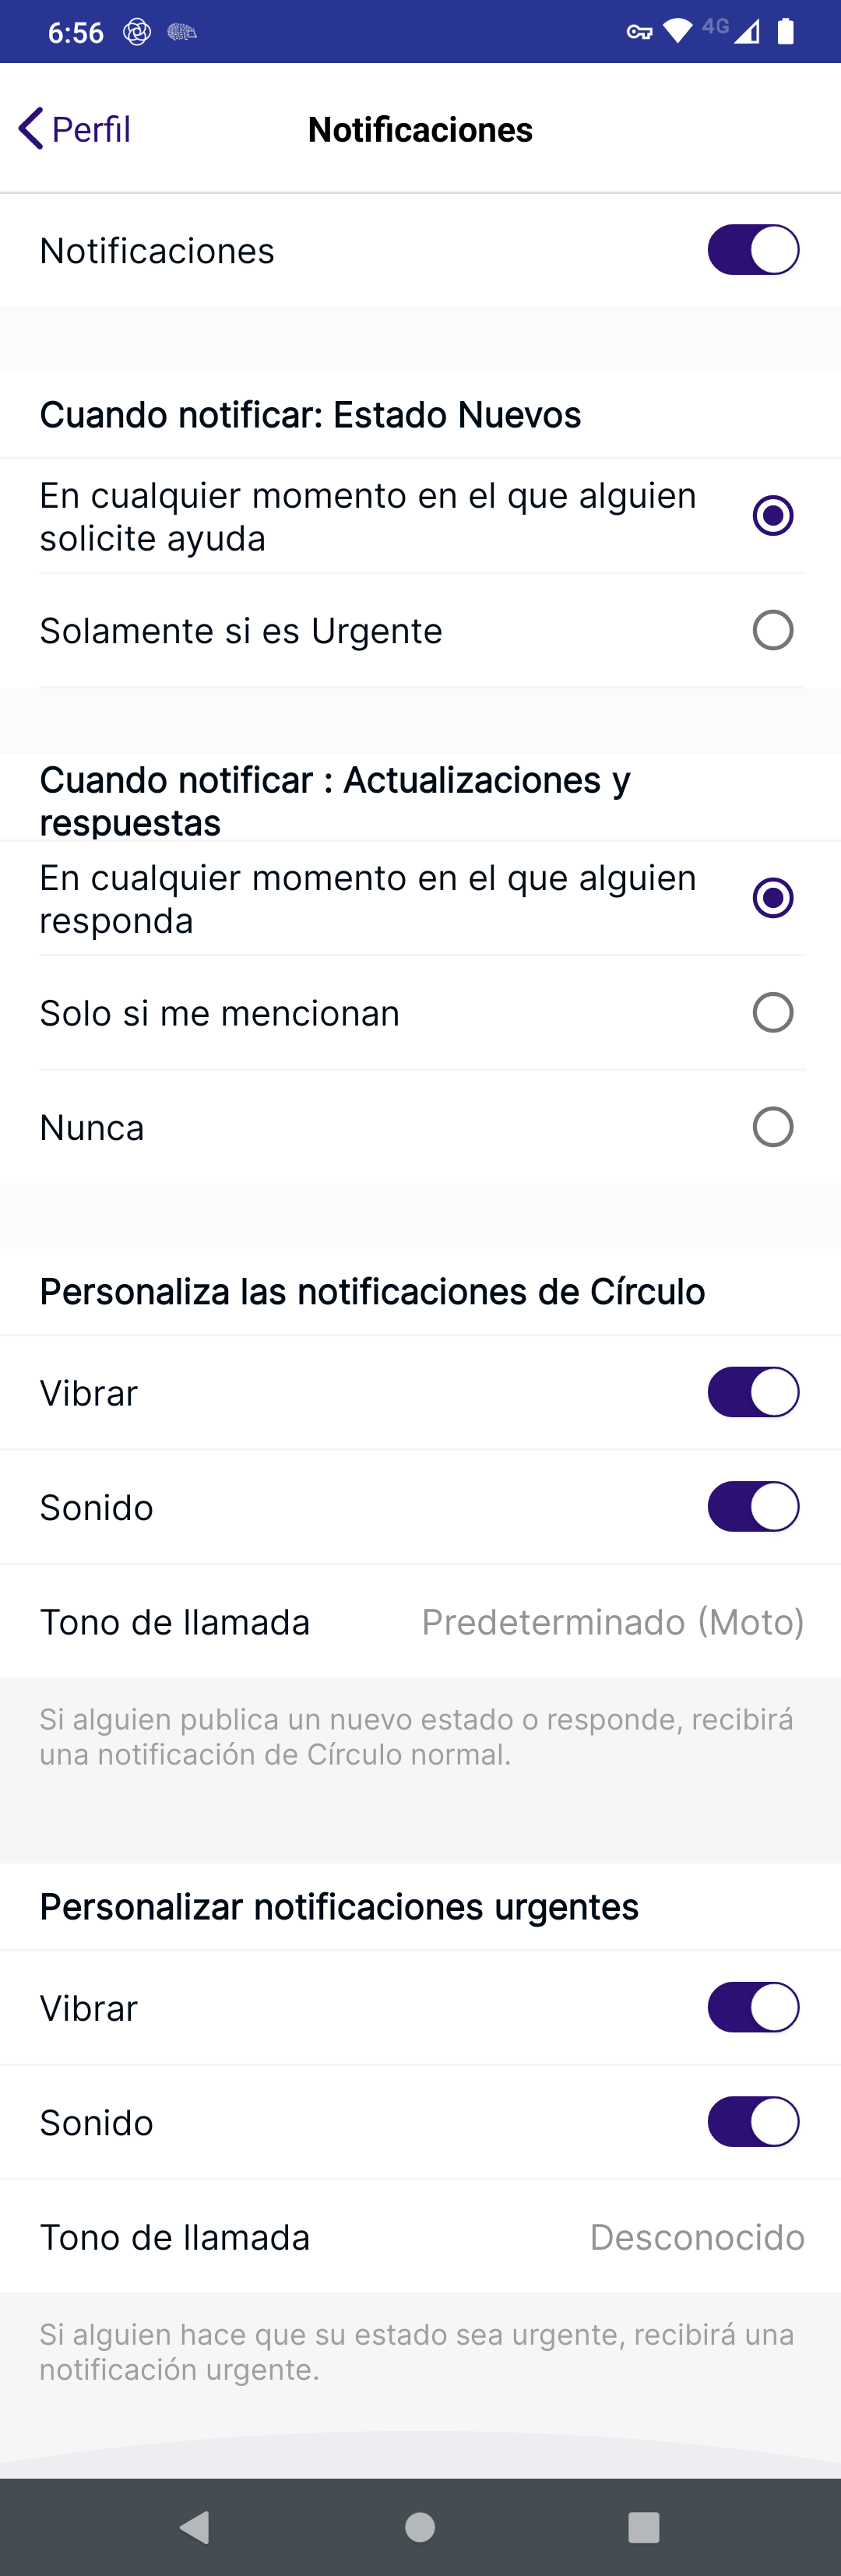 6:56
4G
Perfil
Notificaciones
Notificaciones
Cuando notificar: Estado Nuevos
En cualquier momento en el que alguien
solicite ayuda
Solamente si es Urgente
Cuando notificar : Actualizaciones y
respuestas
En cualquier momento en el que alguien
responda
Solo si me mencionan
Nunca
Personaliza las notificaciones de Círculo
Vibrar
Sonido
Tono de llamada Predeterminado (Moto)
Si alguien publica un nuevo estado o responde, recibirá
una notificación de Círculo normal.
Personalizar notificaciones urgentes
Vibrar
Sonido
Tono de llamada Desconocido
Si alguien hace que su estado sea urgente, recibirá una
notificación urgente.